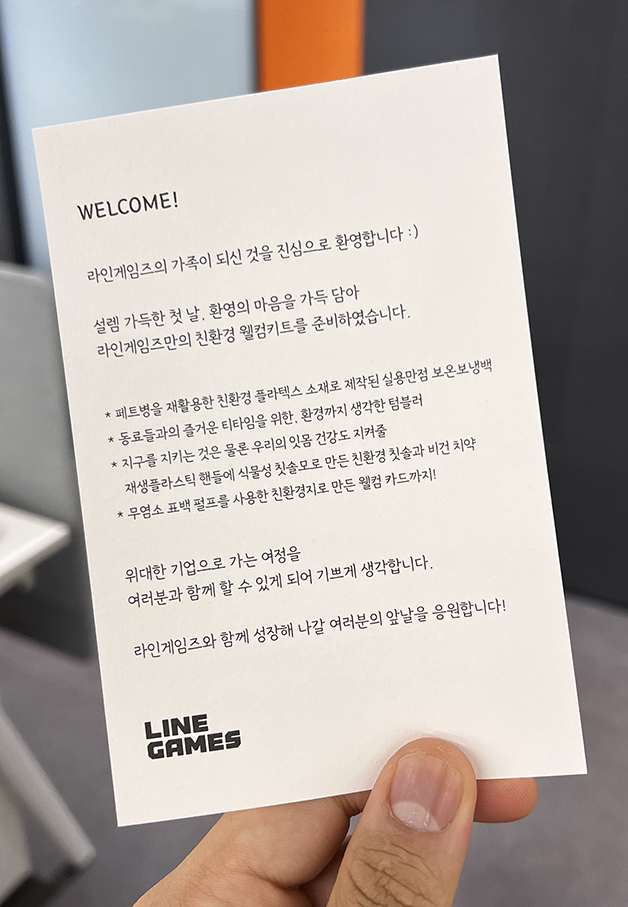 WELCOME!
라인게임즈의 가족이 되신 것을 진심으로 환영합니다 :)
설렘 가득한 첫 날, 환영의 마음을 가득 담아
라인게임즈만의 친환경 웰컴키트를 준비하였습니다.
* 페트병을 재활용한 친환경 플라텍스 소재로 제작된 실용만점 보온보냉백
* 동료들과의 즐거운 티타임을 위한, 환경까지 생각한 텀블러
* 지구를 지키는 것은 물론 우리의 잇몸 건강도 지켜줄
재생플라스틱 핸들에 식물성 칫솔모로 만든 친환경 칫솔과 비건 치약
* 무염소 표백 펄프를 사용한 친환경지로 만든 웰컴 카드까지!
위대한 기업으로 가는 여정을
여러분과 함께 할 수 있게 되어 기쁘게 생각합니다.
라인게임즈와 함께 성장해 나갈 여러분의 앞날을 응원합니다!
LINE
GAMES